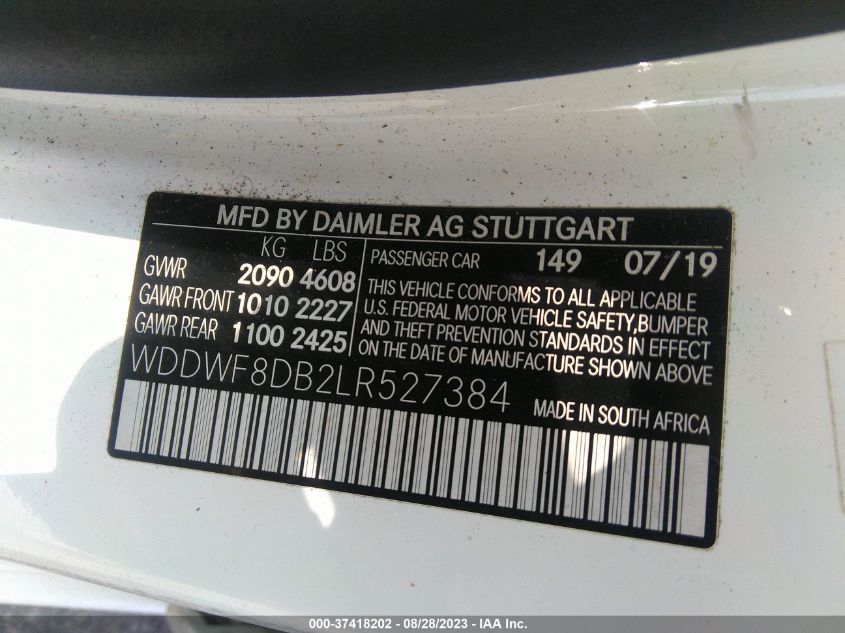 MFD BY DAIMLER AG STUTTGART
KG LBS
GVWR 2090 4608
GAWR FRONT 1010 2227
GAWR REAR 1100 2425
PASSENGER CAR 149 07/19
THIS VEHICLE CONFORMS TO ALL APPLICABLE
U.S. FEDERAL MOTOR VEHICLE SAFETY,BUMPER
AND THEFT PREVENTION STANDARDS IN EFFECT
ON THE DATE OF MANUFACTURE SHOWN ABOVE
WDDWF8DB2LR527384
MADE IN SOUTH AFRICA
000-37418202 - 08/28/2023 - IAA Inc.